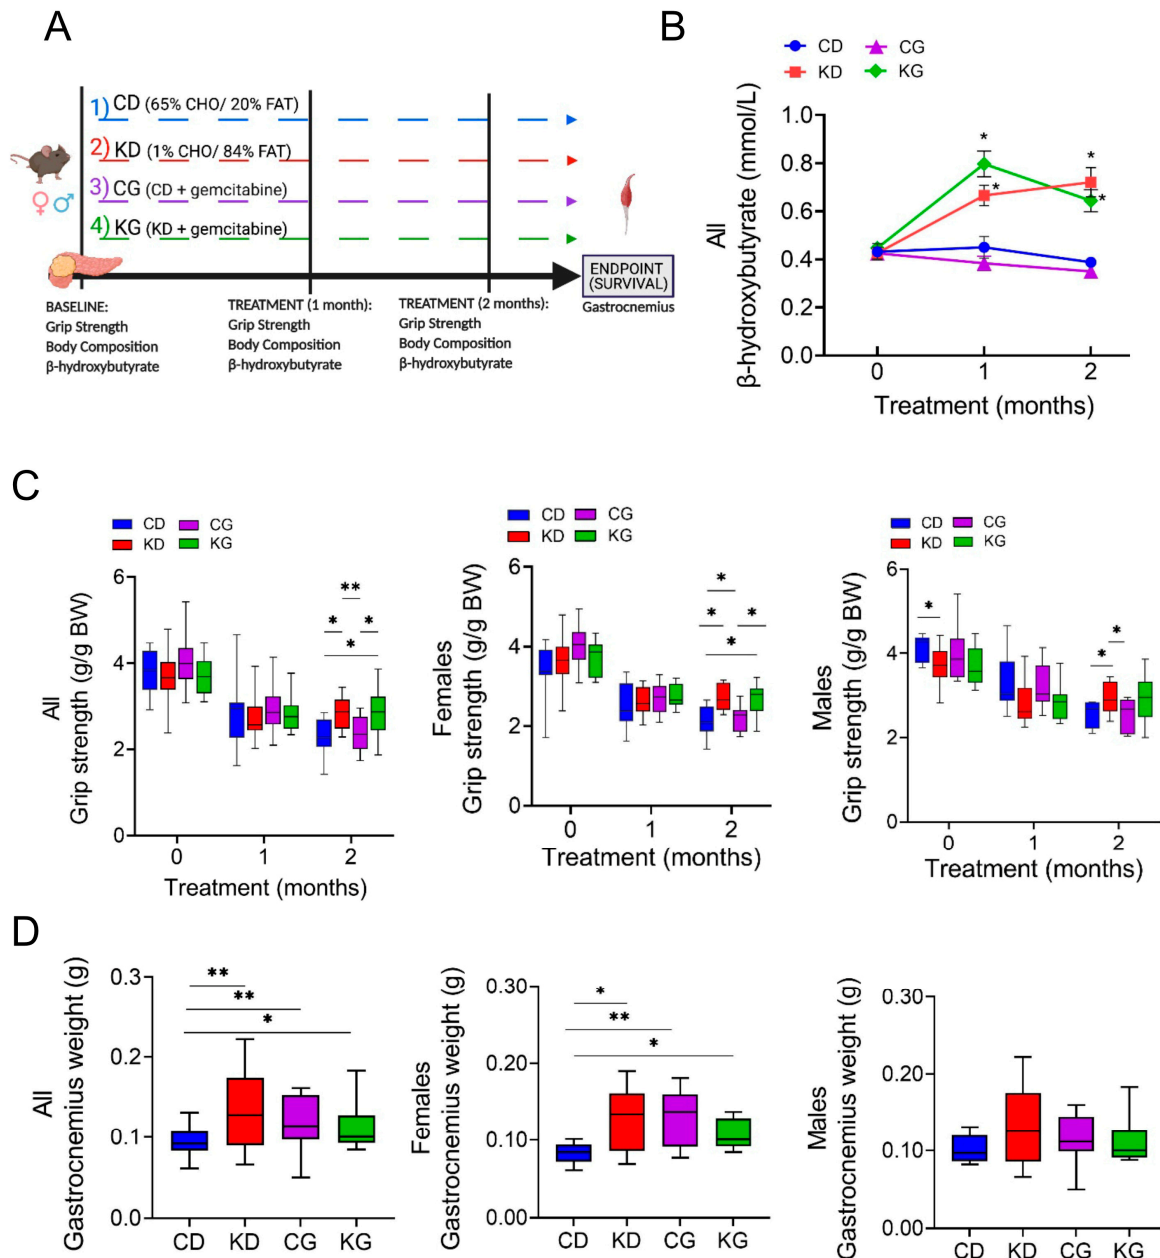 A
1) CD (65% CHO/ 20% FAT)
2) KD (1% CHO/ 84% FAT)
3) CG (CD + gemcitabine)
4) KG (KD + gemcitabine)
ENDPOINT
(SURVIVAL)
Gastrocnemius
BASELINE:
Grip Strength
Body Composition
β-hydroxybutyrate
TREATMENT (1 month):
Grip Strength
Body Composition
β-hydroxybutyrate
TREATMENT (2 months):
Grip Strength
Body Composition
β-hydroxybutyrate
B
CD CG
KD KG
All
β-hydroxybutyrate (mmol/L)
1.0
0.8
0.6
0.4
0.2
0.0
* * * *
0 1 2
Treatment (months)
C
CD CG
KD KG
All
Grip strength (g/g BW)
6
4
2
0
**
* *
*
0 1 2
Treatment (months)
CD CG
KD KG
Females
Grip strength (g/g BW)
6
4
2
0
*
* *
*
0 1 2
Treatment (months)
CD CG
KD KG
Males
Grip strength (g/g BW)
6
4
2
0
*
*
*
0 1 2
Treatment (months)
D
All
Gastrocnemius weight (g)
0.3
0.2
0.1
0.0
**
**
*
CD KD CG KG
Females
Gastrocnemius weight (g)
0.30
0.20
0.10
0.00
*
**
*
CD KD CG KG
Males
Gastrocnemius weight (g)
0.30
0.20
0.10
0.00
CD KD CG KG